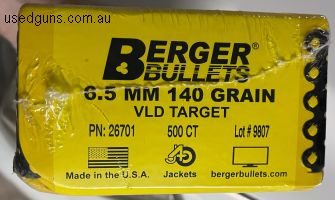 usedguns.com.au
BERGER®
BULLETS
6.5 MM 140 GRAIN
VLD TARGET
PN: 26701 500 CT Lot # 9807
Made in the U.S.A. Jackets bergerbullets.com